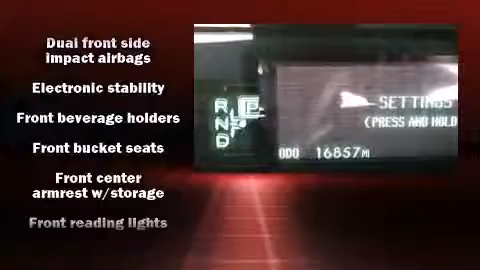 Dual front side
impact airbags
Electronic stability
Front beverage holders
Front bucket seats
Front center
armrest w/storage
Front reading lights
R P
N
D
SETTINGS
(PRESS AND HOLD
ODO 16857m